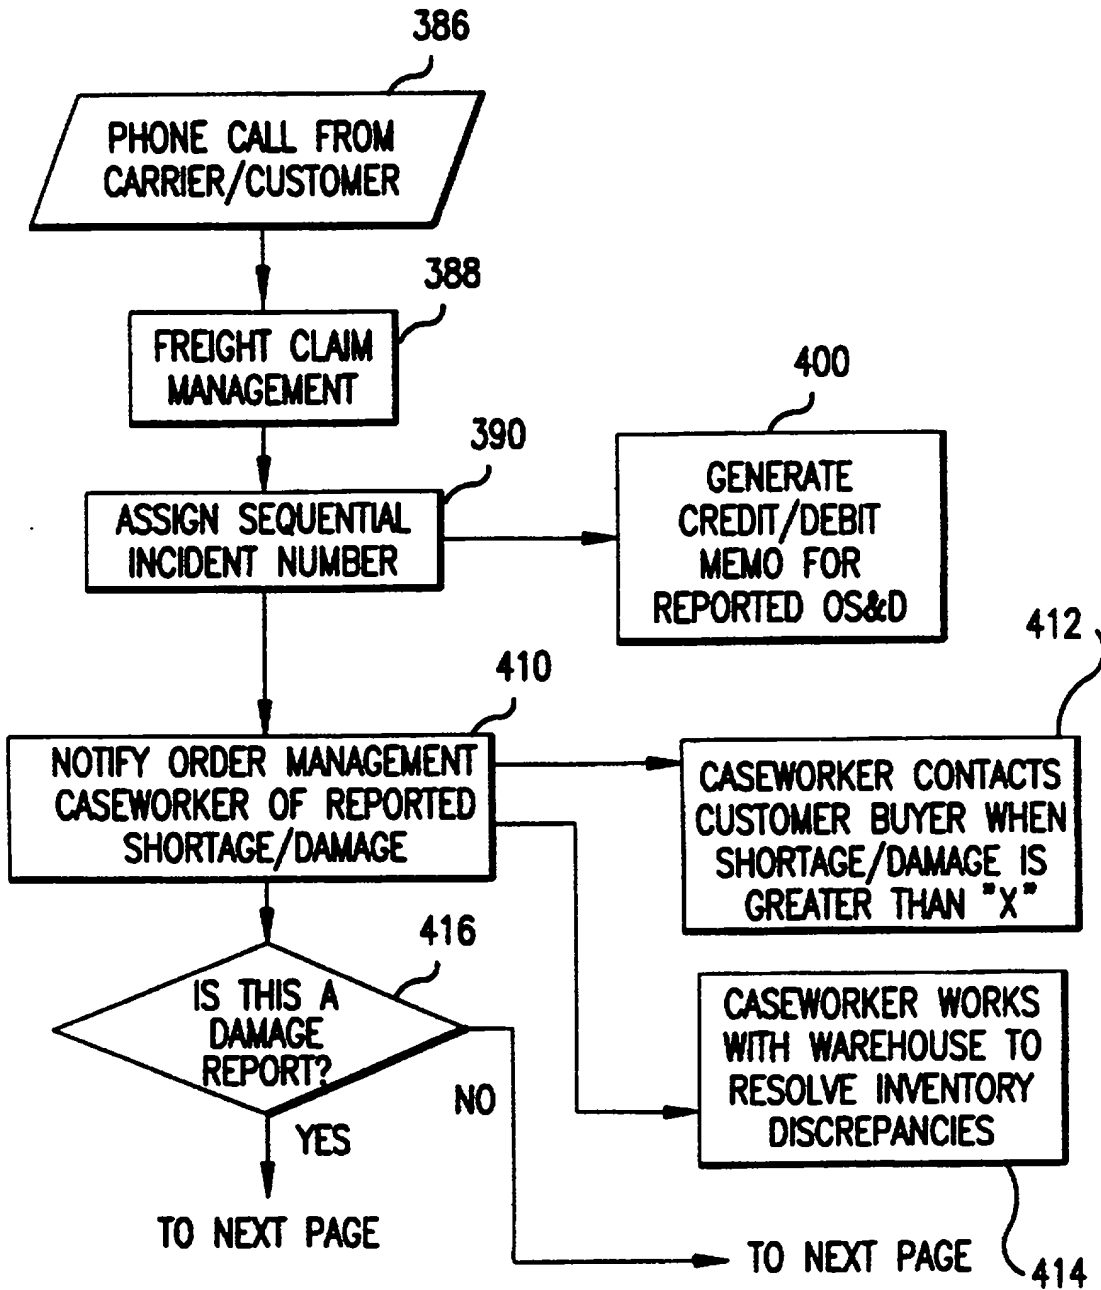 386
PHONE CALL FROM
CARRIER/CUSTOMER
388
FREIGHT CLAIM
MANAGEMENT
390
ASSIGN SEQUENTIAL
INCIDENT NUMBER
400
GENERATE
CREDIT/DEBIT
MEMO FOR
REPORTED OS&D
410
NOTIFY ORDER MANAGEMENT
CASEWORKER OF REPORTED
SHORTAGE/DAMAGE
412
CASEWORKER CONTACTS
CUSTOMER BUYER WHEN
SHORTAGE/DAMAGE IS
GREATER THAN "X"
416
IS THIS A
DAMAGE
REPORT?
NO
YES
CASEWORKER WORKS
WITH WAREHOUSE TO
RESOLVE INVENTORY
DISCREPANCIES
414
TO NEXT PAGE
TO NEXT PAGE